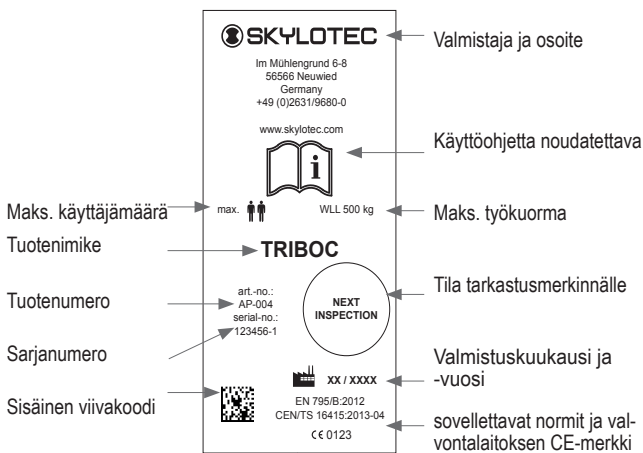 SKYLOTEC
Valmistaja ja osoite
Im Mühlengrund 6-8
56566 Neuwied
Germany
+49 (0)2631/9680-0
www.skylotec.com
i
Käyttöohjetta noudatettava
Maks. käyttäjämäärä
max.
WLL 500 kg
Maks. työkuorma
Tuotenimike
TRIBOC
Tuotenumero
art.-no.:
AP-004
serial-no.:
123456-1
NEXT
INSPECTION
Tila tarkastusmerkinnälle
Sarjanumero
XX / XXXX
Valmistuskuukausi ja
-vuosi
Sisäinen viivakoodi
EN 795/B:2012
CEN/TS 16415:2013-04
CE 0123
sovellettavat normit ja val-
vontalaitoksen CE-merkki